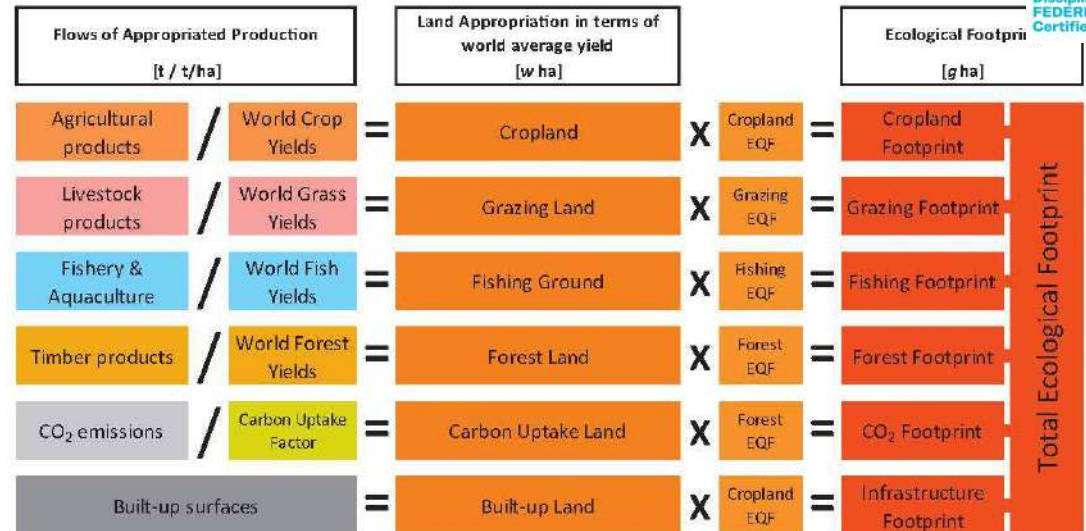 Flows of Appropriated Production
[t / t/ha]
Land Appropriation in terms of
world average yield
[w ha]
FEDER
Certifie
Ecological Footpri
[g ha]
Agricultural
products
/
World Crop
Yields
=
Cropland
X
Cropland
EQF
=
Cropland
Footprint
Livestock
products
/
World Grass
Yields
=
Grazing Land
X
Grazing
EQF
=
Grazing Footprint
Fishery &
Aquaculture
/
World Fish
Yields
=
Fishing Ground
X
Fishing
EQF
=
Fishing Footprint
Timber products
/
World Forest
Yields
=
Forest Land
X
Forest
EQF
=
Forest Footprint
CO₂ emissions
/
Carbon Uptake
Factor
=
Carbon Uptake Land
X
Forest
EQF
=
CO₂ Footprint
Built-up surfaces
=
Built-up Land
X
Cropland
EQF
=
Infrastructure
Footprint
Total Ecological Footprint